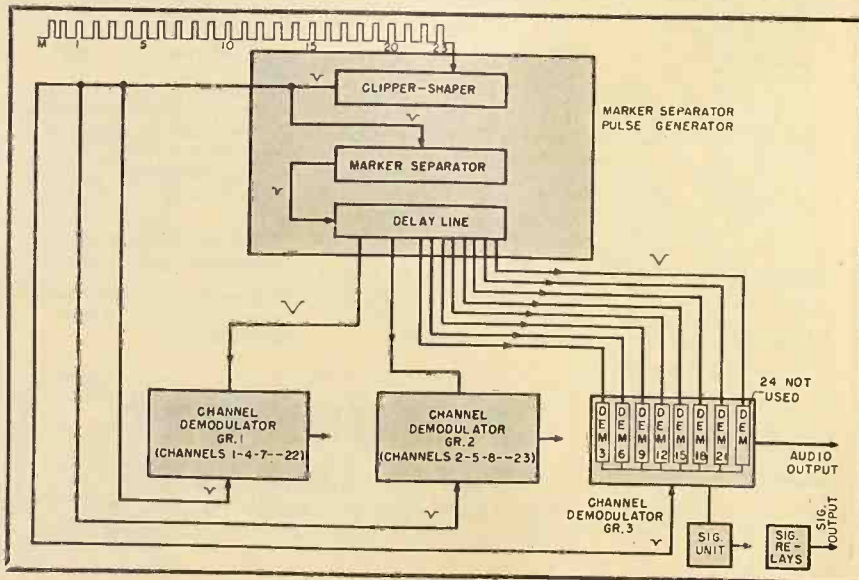 M 1 5 10 15 20 23
CLIPPER-SHAPER
MARKER SEPARATOR
PULSE GENERATOR
MARKER SEPARATOR
DELAY LINE
CHANNEL
DEMODULATOR
GR.1
(CHANNELS 1-4-7--22)
CHANNEL
DEMODULATOR
GR.2
(CHANNELS 2-5-8--23)
24 NOT
USED
DEM 3
DEM 6
DEM 9
DEM 12
DEM 15
DEM 18
DEM 21
DEM
AUDIO
OUTPUT
CHANNEL
DEMODULATOR
GR.3
SIG.
UNIT
SIG.
RE-
LAYS
SIG.
OUTPUT